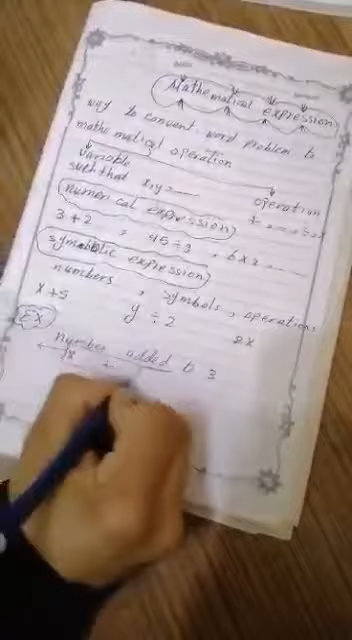 Mathematical expression
way to convent word problem to
mathematical operation
variable operation
such that x,y, + - ÷ x
numerical expression
3 + 2 , 45 ÷ 3 , 6 x 2
symbolic expression
numbers , symbols , operations
x + 5 y ÷ 2 2x
EX
number added to 3
x +